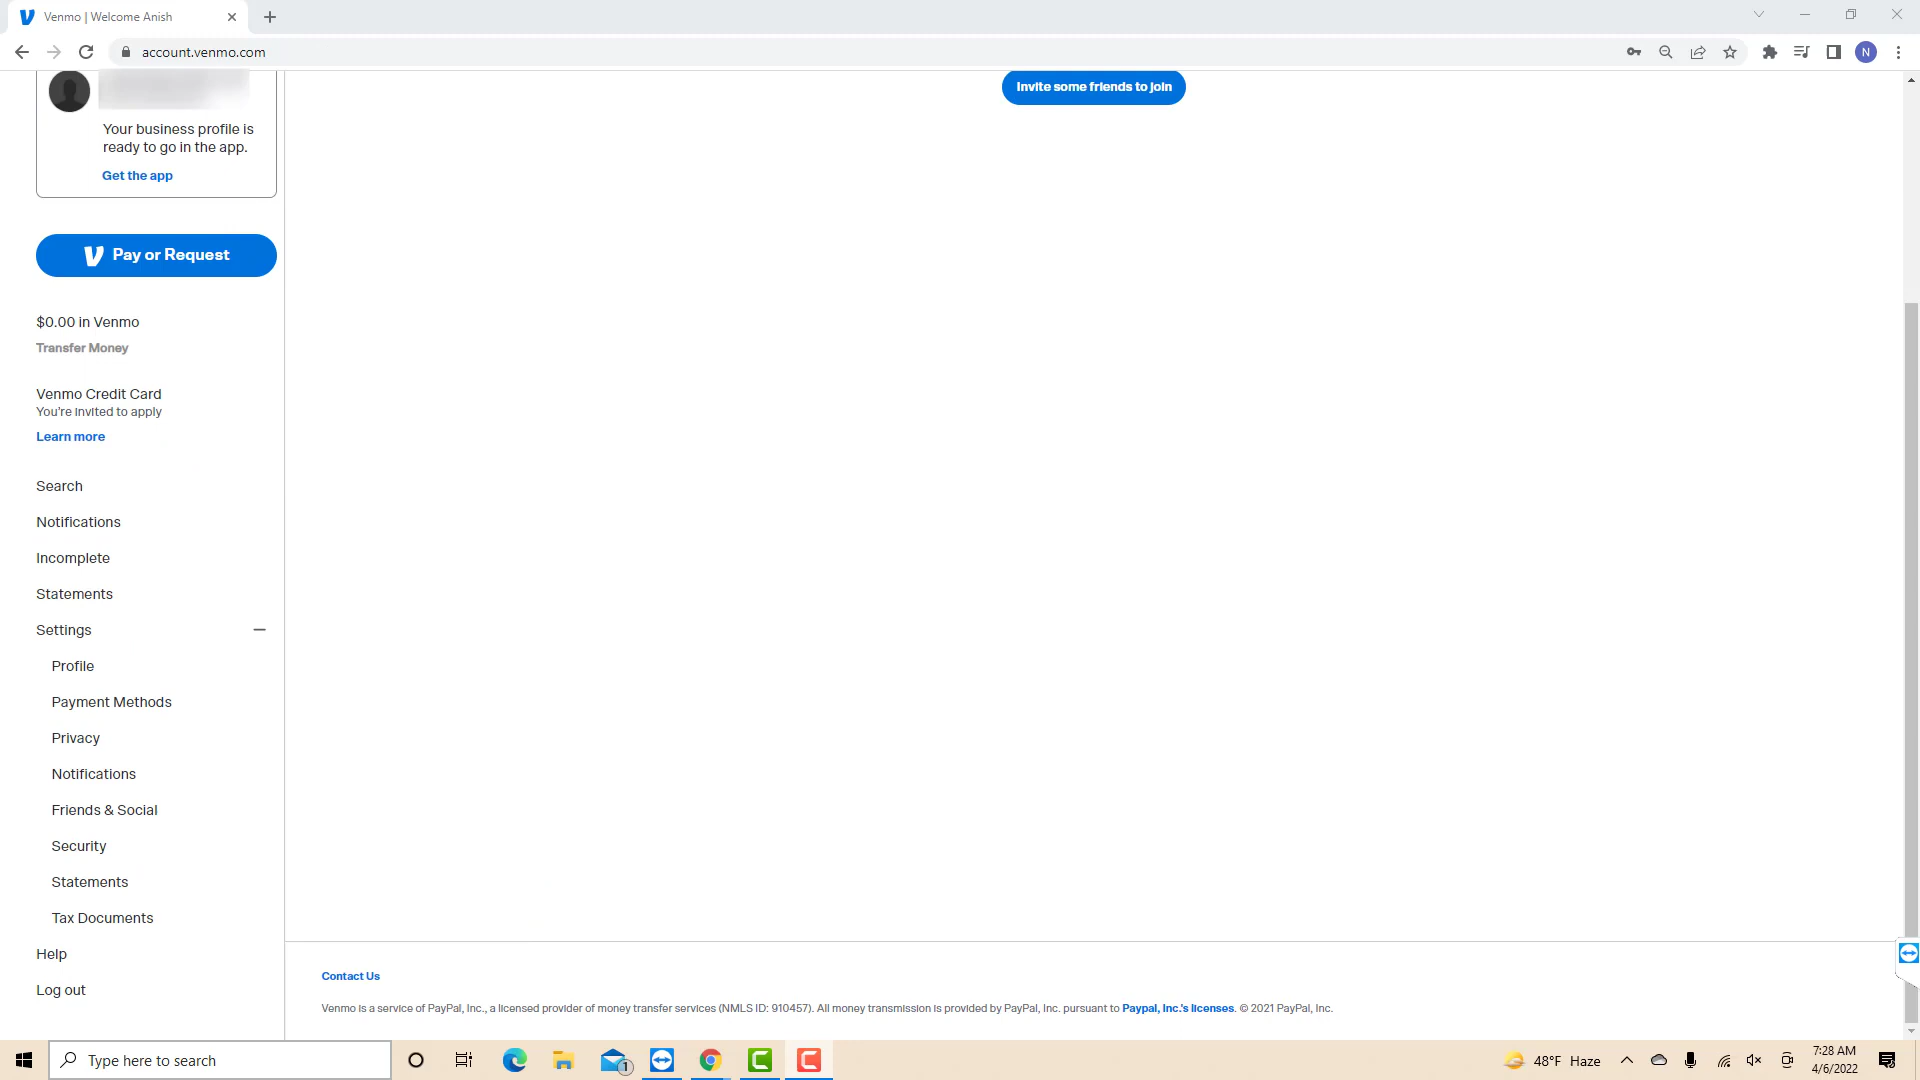 Venmo | Welcome Anish
account.venmo.com
N
Invite some friends to join
Your business profile is
ready to go in the app.
Get the app
Pay or Request
$0.00 in Venmo
Transfer Money
Venmo Credit Card
You're invited to apply
Learn more
Search
Notifications
Incomplete
Statements
Settings
Profile
Payment Methods
Privacy
Notifications
Friends & Social
Security
Statements
Tax Documents
Help
Log out
Contact Us
Venmo is a service of PayPal, Inc., a licensed provider of money transfer services (NMLS ID: 910457). All money transmission is provided by PayPal, Inc. pursuant to Paypal, Inc.'s licenses. © 2021 PayPal, Inc.
Type here to search
1
48°F Haze
7:28 AM
4/6/2022